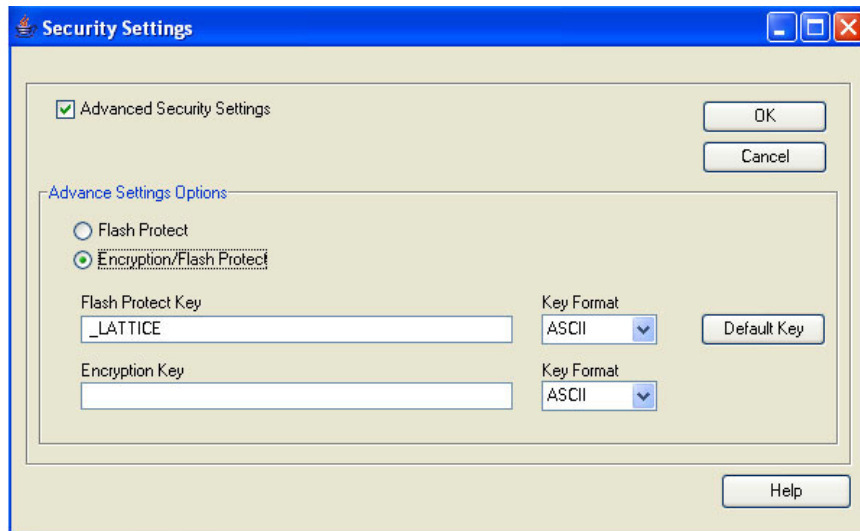 Security Settings
Advanced Security Settings
OK
Cancel
Advance Settings Options
Flash Protect
Encryption/Flash Protect
Flash Protect Key
Key Format
_LATTICE
ASCII
Default Key
Encryption Key
Key Format
ASCII
Help